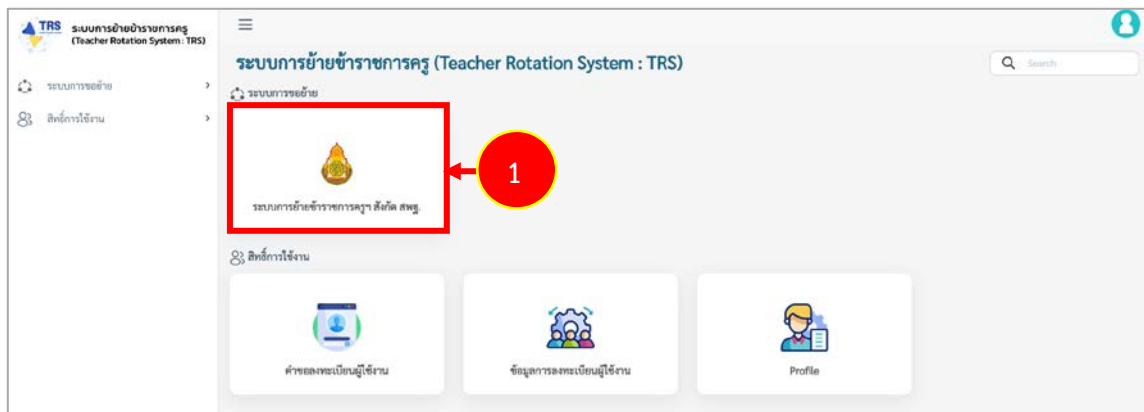 TRS ระบบการย้ายข้าราชการครู
(Teacher Rotation System : TRS)
ระบบการขอย้าย
สิทธิ์การใช้งาน
ระบบการย้ายข้าราชการครู (Teacher Rotation System : TRS)
Search
ระบบการขอย้าย
1
ระบบการย้ายข้าราชการครูฯ สังกัด สพฐ.
สิทธิ์การใช้งาน
คำขอลงทะเบียนผู้ใช้งาน
ข้อมูลการลงทะเบียนผู้ใช้งาน
Profile